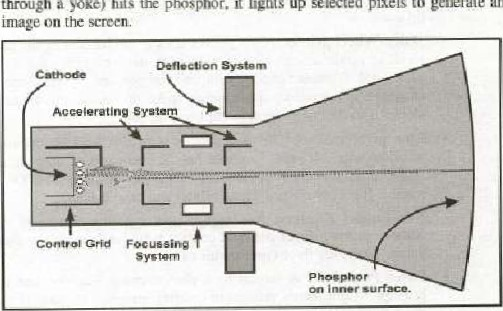 through a yoke) hits the phosphor, it lights up selected pixels to generate an
image on the screen.
Deflection System
Cathode
Accelerating System
Control Grid
Focussing
System
Phosphor
on inner surface.